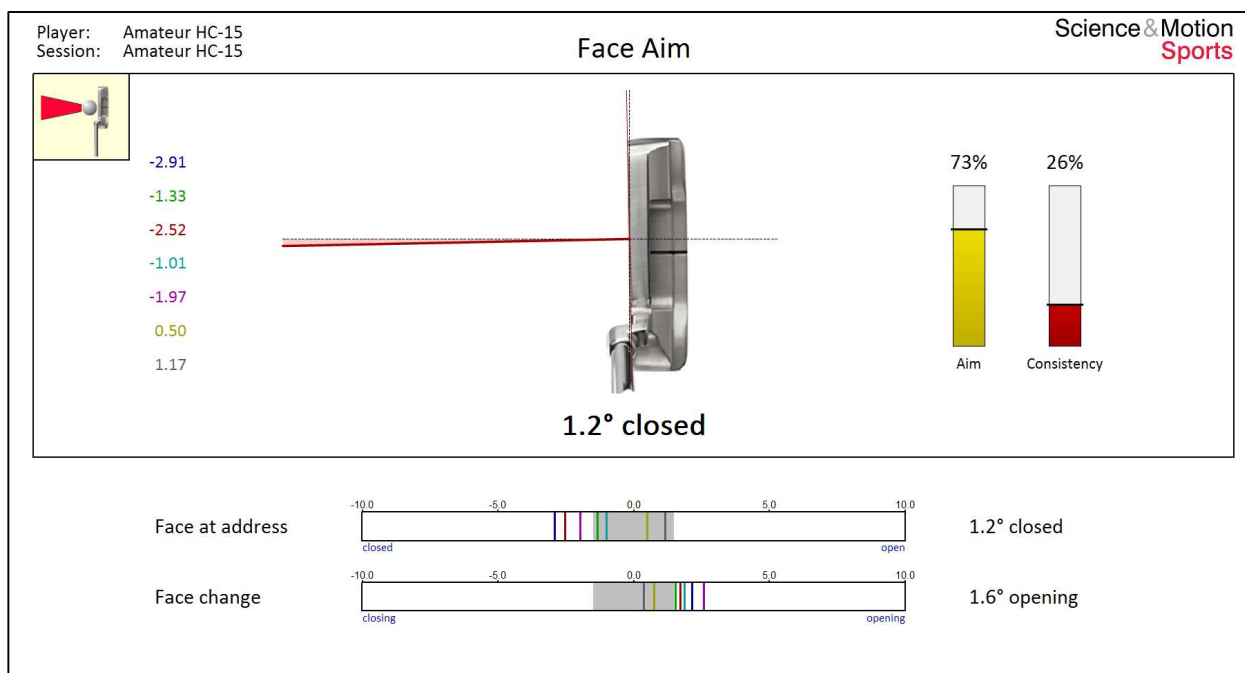 Player: Amateur HC-15
Session: Amateur HC-15
Face Aim
Science&Motion
Sports
-2.91
-1.33
-2.52
-1.01
-1.97
0.50
1.17
73% 26%
Aim Consistency
1.2° closed
-10.0 -5.0 0.0 5.0 10.0
Face at address 1.2° closed
closed open
-10.0 -5.0 0.0 5.0 10.0
Face change 1.6° opening
closing opening